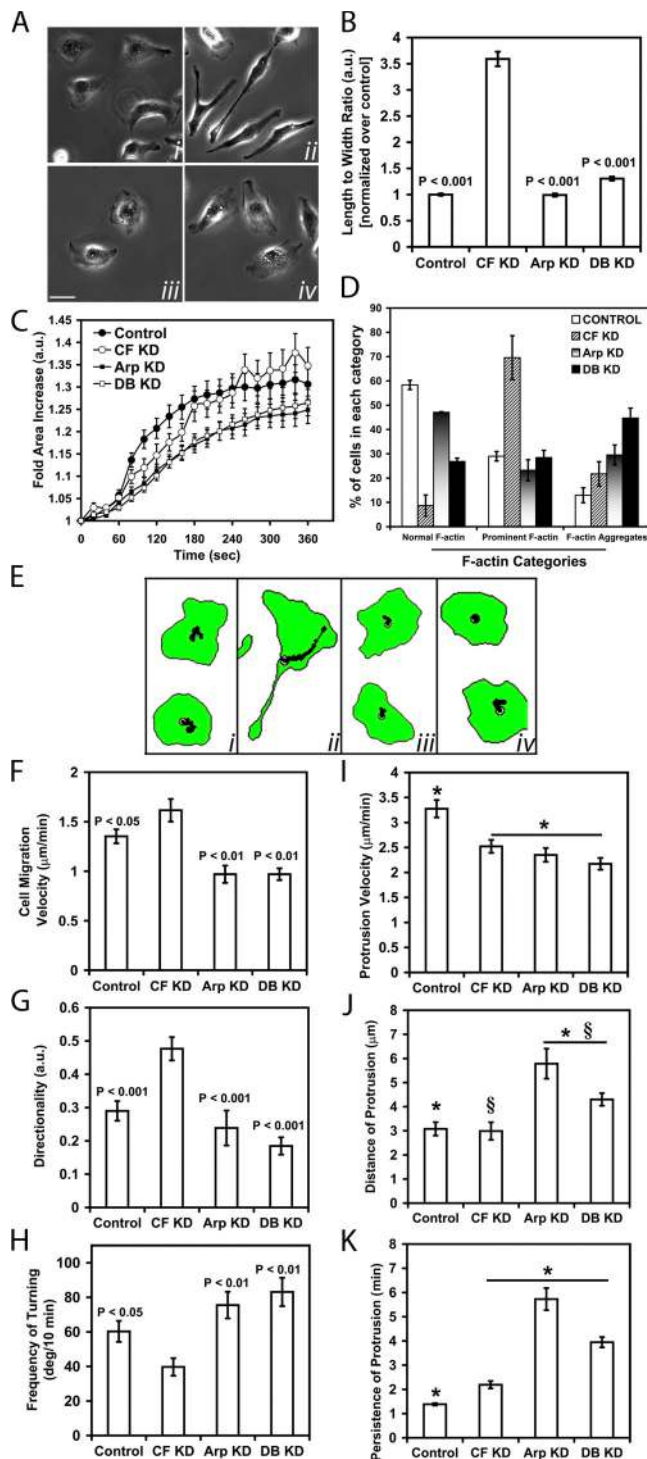 A
i
ii
iii
iv
B
Length to Width Ratio (a.u.)
[normalized over control]
4
3.5
3
2.5
2
1.5
1
0.5
0
P < 0.001
P < 0.001
P < 0.001
Control CF KD Arp KD DB KD
C
Fold Area Increase (a.u.)
1.45
1.4
1.35
1.3
1.25
1.2
1.15
1.1
1.05
1
Control
CF KD
Arp KD
DB KD
0 60 120 180 240 300 360
Time (sec)
D
% of cells in each category
90
80
70
60
50
40
30
20
10
0
CONTROL
CF KD
Arp KD
DB KD
Normal F-actin Prominent F-actin F-actin Aggregates
F-actin Categories
E
i
ii
iii
iv
F
Cell Migration
Velocity (μm/min)
2
1.5
1
0.5
0
P < 0.05
P < 0.01
P < 0.01
Control CF KD Arp KD DB KD
G
Directionality (a.u.)
0.6
0.5
0.4
0.3
0.2
0.1
0
P < 0.001
P < 0.001
P < 0.001
Control CF KD Arp KD DB KD
H
Frequency of Turning
(deg/10 min)
100
80
60
40
20
0
P < 0.05
P < 0.01
P < 0.01
Control CF KD Arp KD DB KD
I
Protrusion Velocity (μm/min)
4
3.5
3
2.5
2
1.5
1
0.5
0
*
*
Control CF KD Arp KD DB KD
J
Distance of Protrusion (μm)
8
7
6
5
4
3
2
1
0
*
§
* §
Control CF KD Arp KD DB KD
K
Persistence of Protrusion (min)
7
6
5
4
3
2
1
0
*
*
Control CF KD Arp KD DB KD